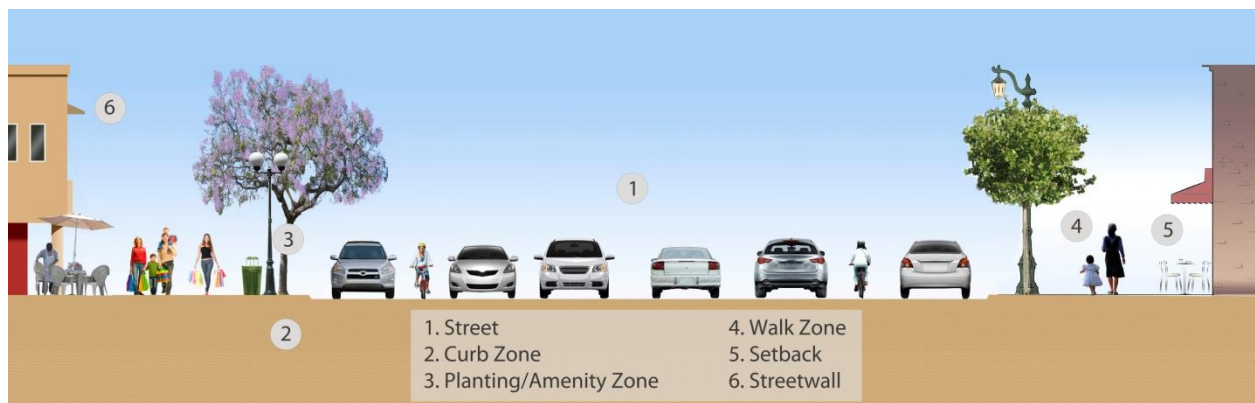 6
1
3
4
5
2
1. Street
2. Curb Zone
3. Planting/Amenity Zone
4. Walk Zone
5. Setback
6. Streetwall